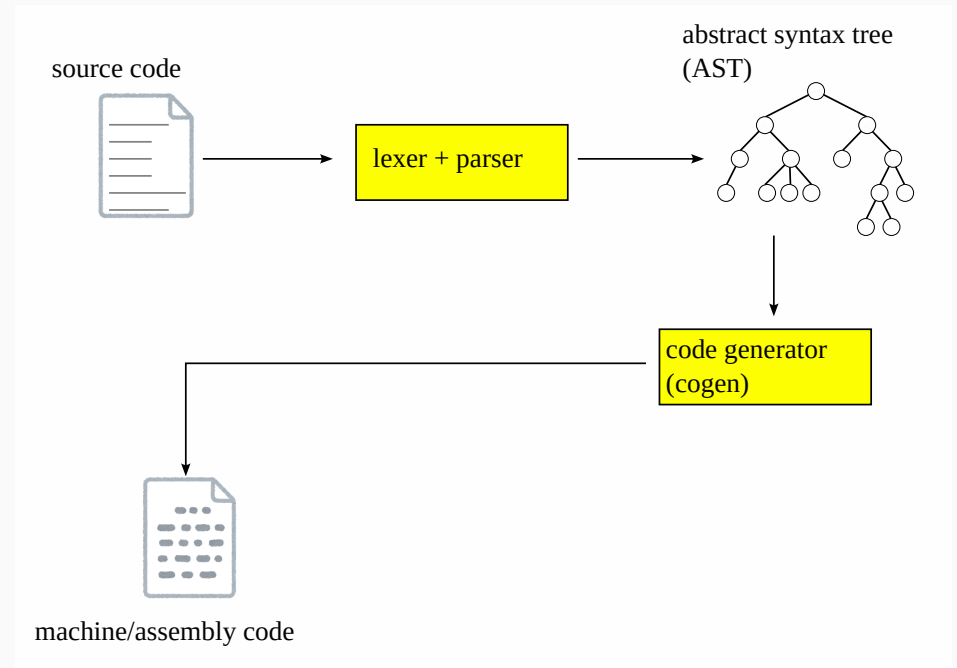 source code
lexer + parser
abstract syntax tree
(AST)
code generator
(cogen)
machine/assembly code